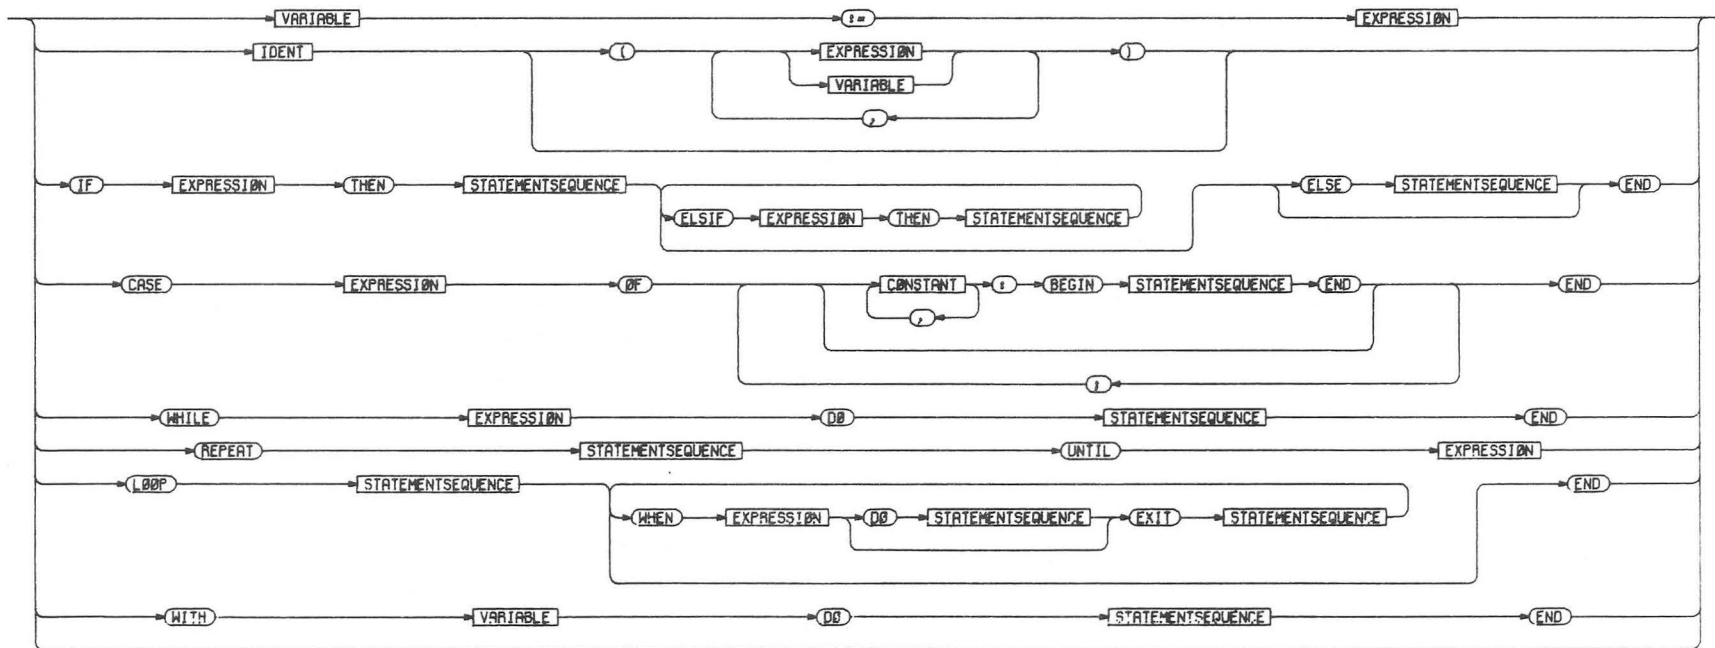 VARIABLE := EXPRESSIØN
IDENT ( EXPRESSIØN )
VARIABLE
,
IF EXPRESSIØN THEN STATEMENTSEQUENCE ELSE STATEMENTSEQUENCE END
ELSIF EXPRESSIØN THEN STATEMENTSEQUENCE
CASE EXPRESSIØN ØF CØNSTANT : BEGIN STATEMENTSEQUENCE END END
,
;
WHILE EXPRESSIØN DØ STATEMENTSEQUENCE END
REPEAT STATEMENTSEQUENCE UNTIL EXPRESSIØN
LØØP STATEMENTSEQUENCE END
WHEN EXPRESSIØN DØ STATEMENTSEQUENCE EXIT STATEMENTSEQUENCE
WITH VARIABLE DØ STATEMENTSEQUENCE END